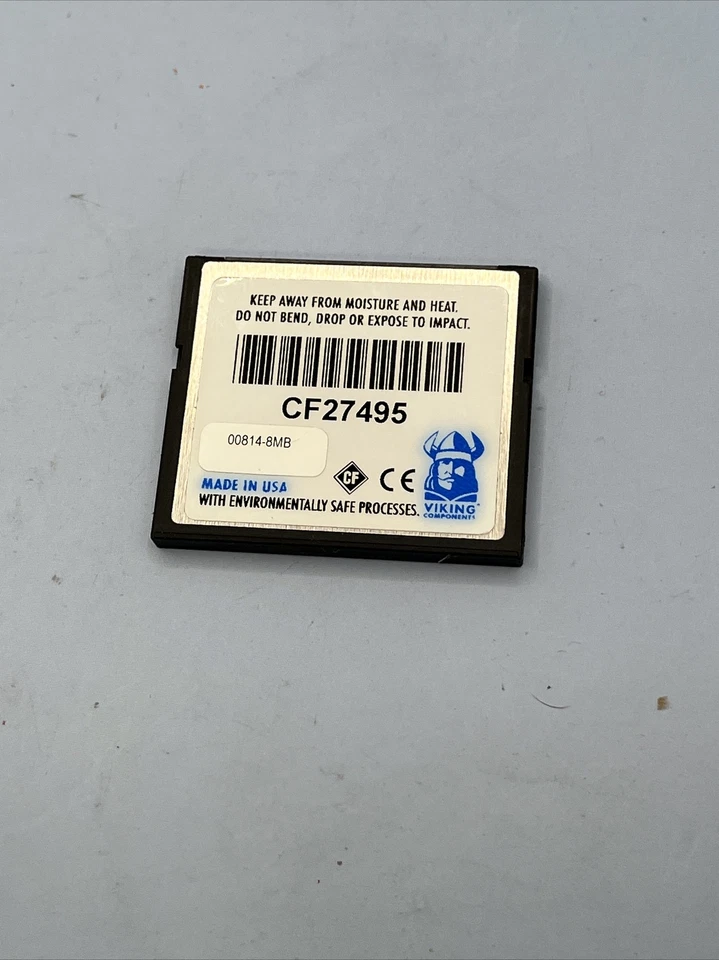 KEEP AWAY FROM MOISTURE AND HEAT.
DO NOT BEND, DROP OR EXPOSE TO IMPACT.
CF27495
00814-8MB
CF CE
MADE IN USA
WITH ENVIRONMENTALLY SAFE PROCESSES.
VIKING
COMPONENTS